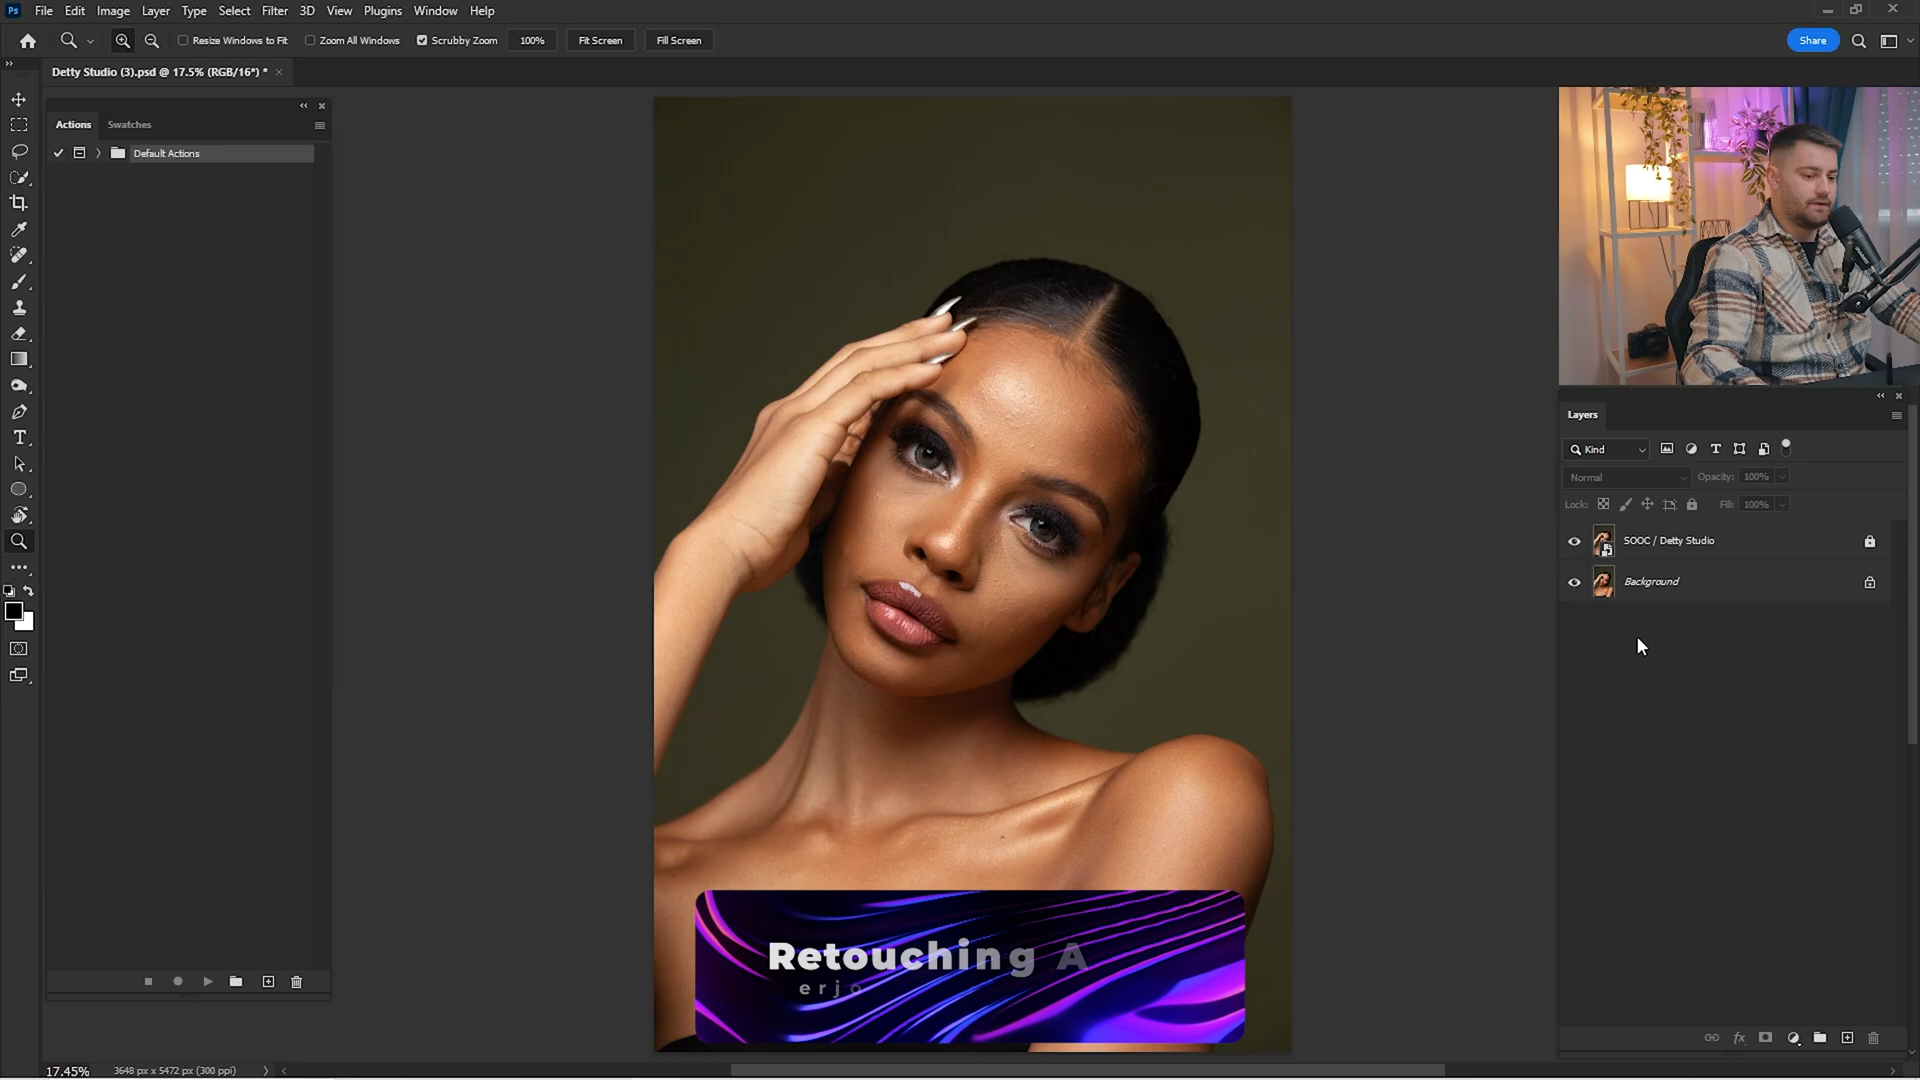 Ps File Edit Image Layer Type Select Filter 3D View Plugins Window Help
Resize Windows to Fit Zoom All Windows Scrubby Zoom 100% Fit Screen Fill Screen Share
Detty Studio (3).psd @ 17.5% (RGB/16*) *
Actions Swatches
Default Actions
Layers
Kind
Normal Opacity: 100%
Lock: Fill: 100%
SOOC / Detty Studio
Background
Retouching A
erjo
17.45% 3648 px x 5472 px (300 ppi)